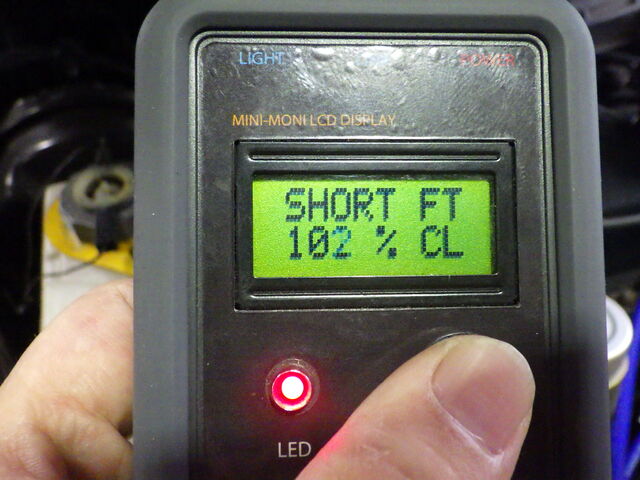 LIGHT
POWER
MINI-MONI LCD DISPLAY
SHORT FT
102 % CL
LED